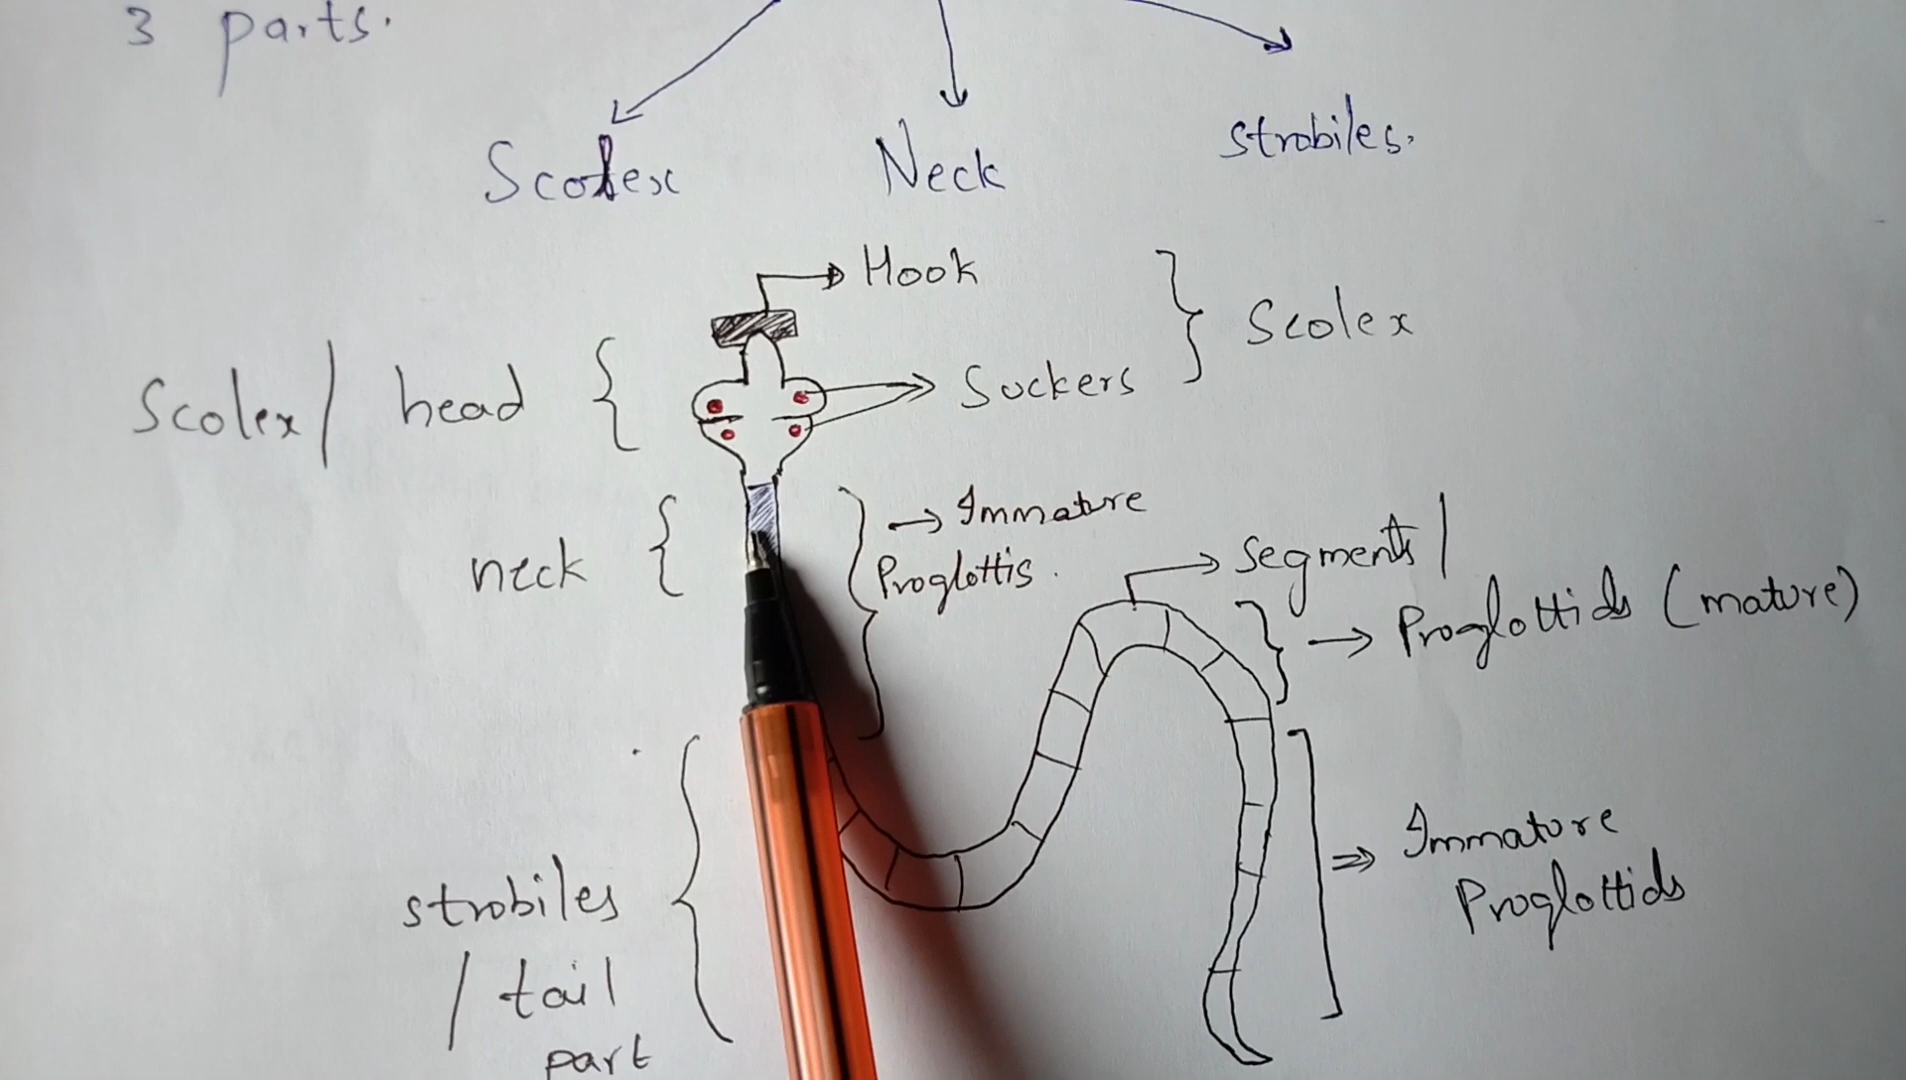 3 parts.
Scolex
Neck
strobiles.
Hook
Scolex
Scolex / head
Suckers
neck
→ Immature
Proglottis.
Segments /
Proglottids (mature)
strobiles
/ tail
part
Immature
Proglottids